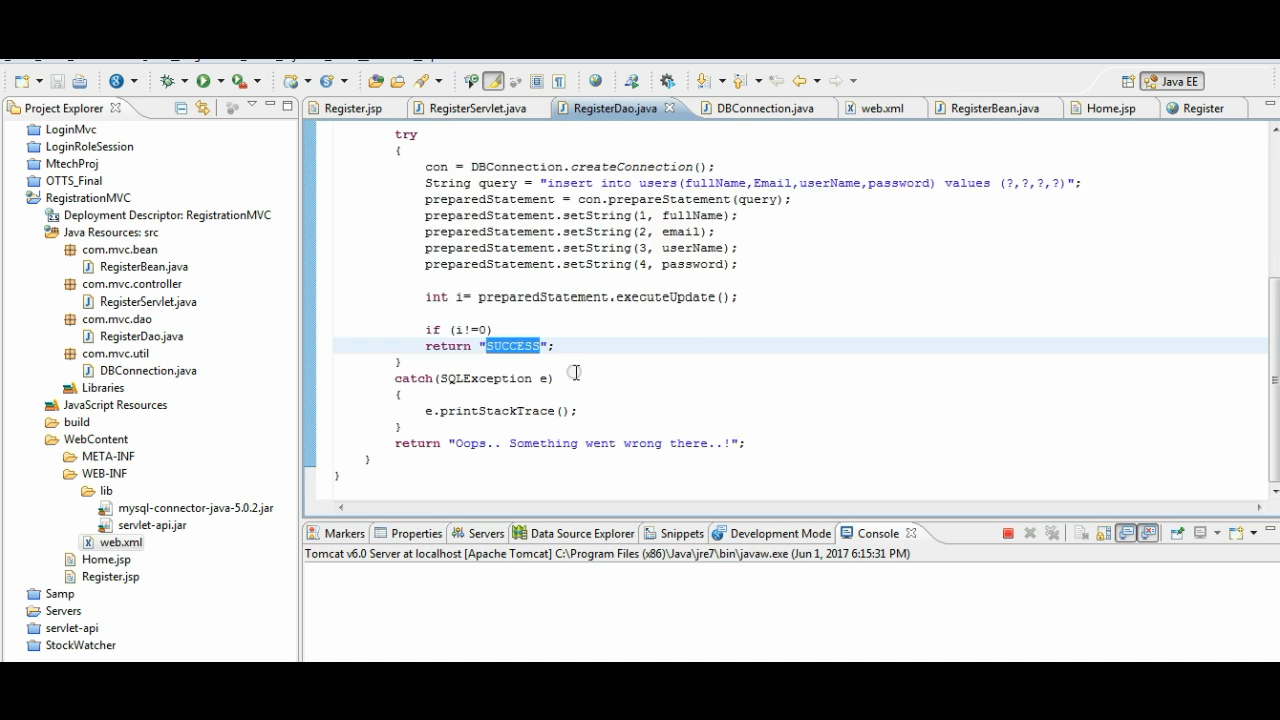 Java EE
Project Explorer
Register.jsp
RegisterServlet.java
RegisterDao.java
DBConnection.java
web.xml
RegisterBean.java
Home.jsp
Register
LoginMvc
LoginRoleSession
MtechProj
OTTS_Final
RegistrationMVC
Deployment Descriptor: RegistrationMVC
Java Resources: src
com.mvc.bean
RegisterBean.java
com.mvc.controller
RegisterServlet.java
com.mvc.dao
RegisterDao.java
com.mvc.util
DBConnection.java
Libraries
JavaScript Resources
build
WebContent
META-INF
WEB-INF
lib
mysql-connector-java-5.0.2.jar
servlet-api.jar
web.xml
Home.jsp
Register.jsp
Samp
Servers
servlet-api
StockWatcher
try
{
con = DBConnection.createConnection();
String query = "insert into users(fullName,Email,userName,password) values (?,?,?,?)";
preparedStatement = con.prepareStatement(query);
preparedStatement.setString(1, fullName);
preparedStatement.setString(2, email);
preparedStatement.setString(3, userName);
preparedStatement.setString(4, password);
int i= preparedStatement.executeUpdate();
if (i!=0)
return "SUCCESS";
}
catch(SQLException e)
{
e.printStackTrace();
}
return "Oops.. Something went wrong there..!";
}
}
Markers
Properties
Servers
Data Source Explorer
Snippets
Development Mode
Console
Tomcat v6.0 Server at localhost [Apache Tomcat] C:\Program Files (x86)\Java\jre7\bin\javaw.exe (Jun 1, 2017 6:15:31 PM)